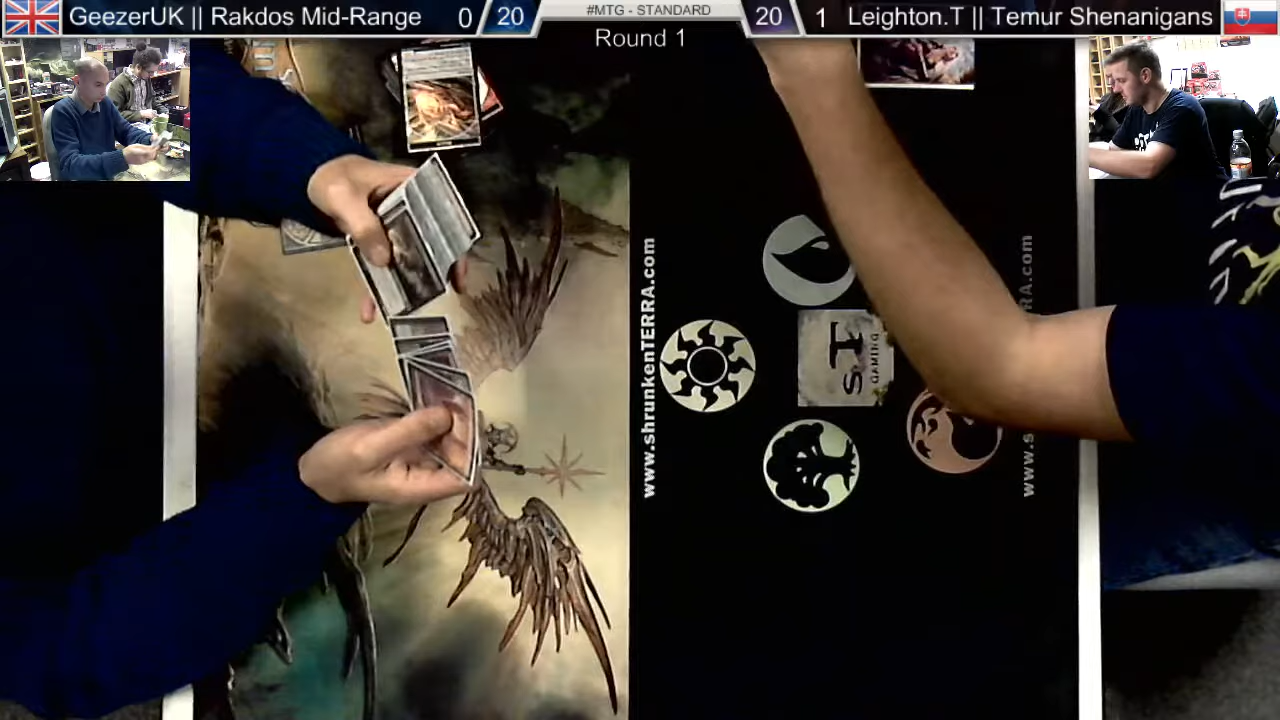 GeezerUK || Rakdos Mid-Range 0 20 #MTG - STANDARD 20 1 Leighton.T || Temur Shenanigans
Round 1
www.shrunkenTERRA.com
ST
GAMING